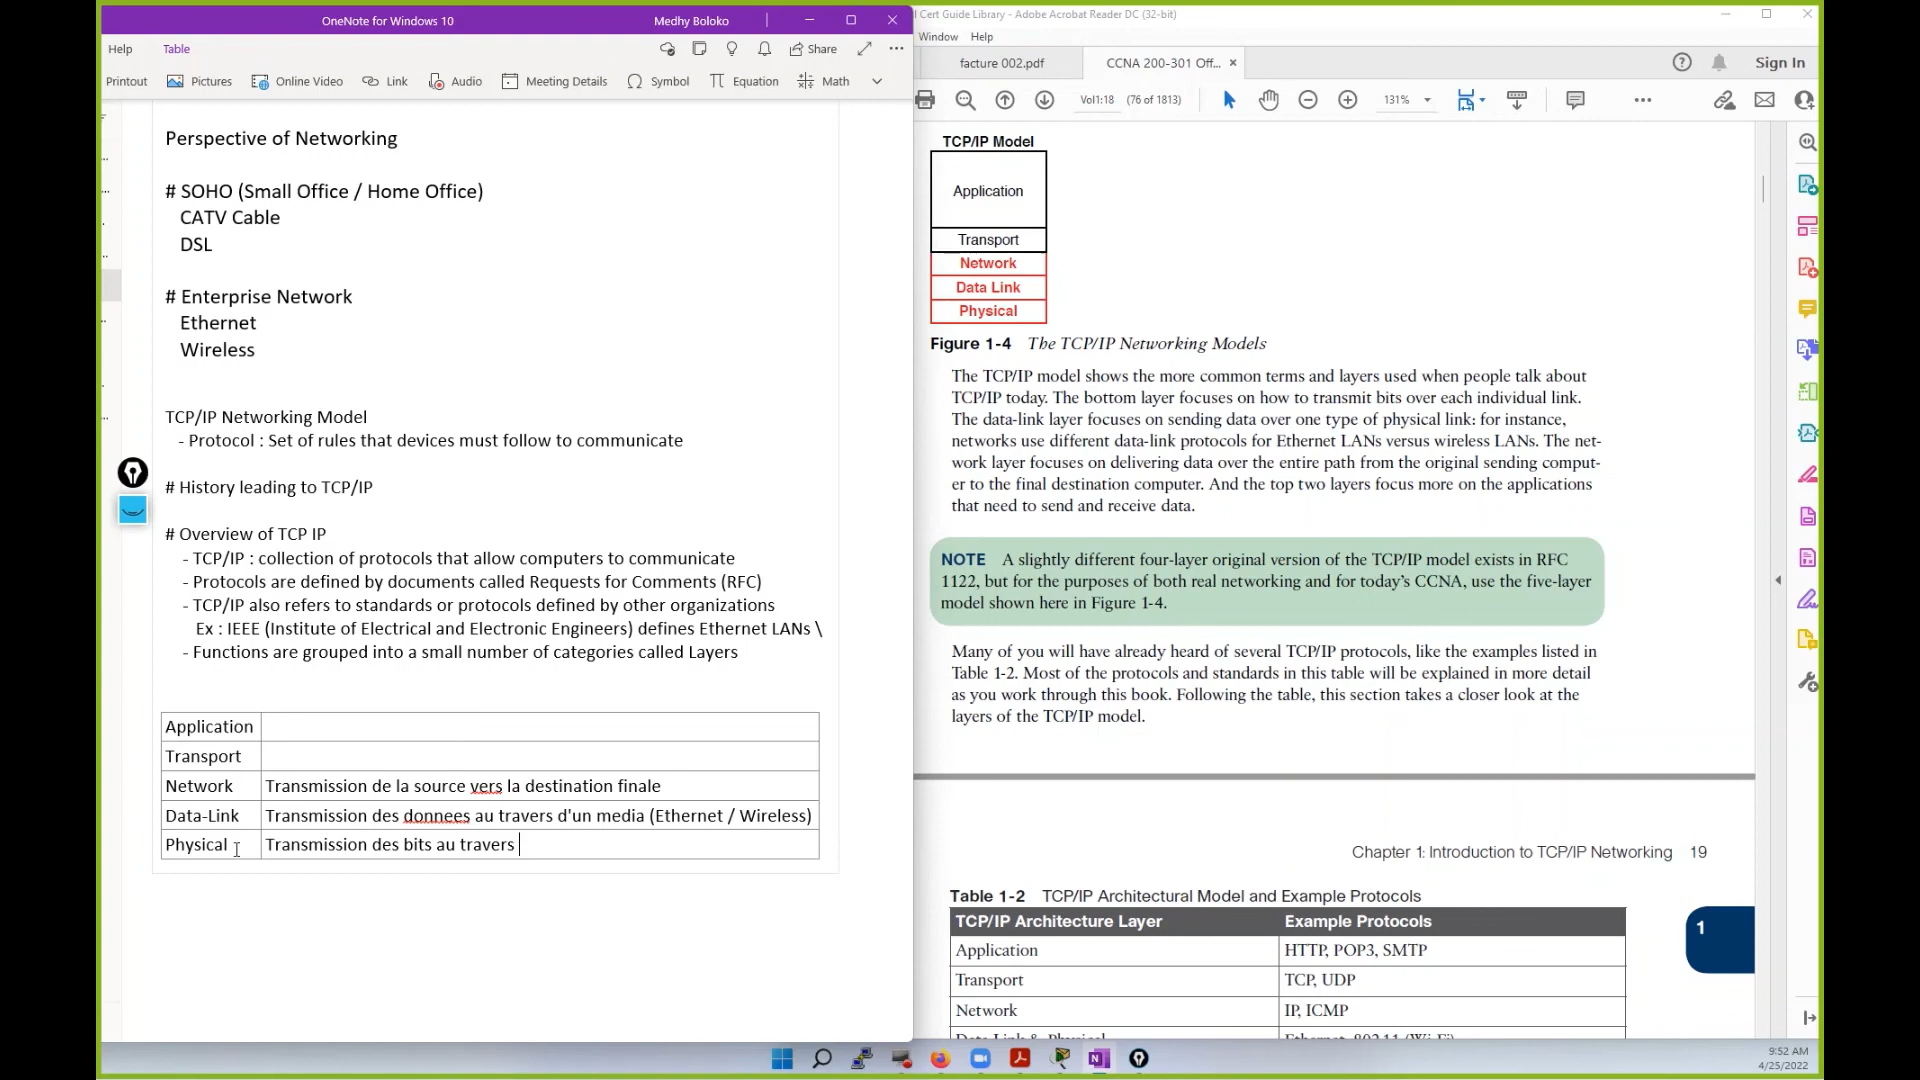 OneNote for Windows 10
Medhy Boloko
Help
Table
Share
Printout
Pictures
Online Video
Link
Audio
Meeting Details
Symbol
Equation
Math
Perspective of Networking
# SOHO (Small Office / Home Office)
CATV Cable
DSL
# Enterprise Network
Ethernet
Wireless
TCP/IP Networking Model
- Protocol : Set of rules that devices must follow to communicate
# History leading to TCP/IP
# Overview of TCP IP
- TCP/IP : collection of protocols that allow computers to communicate
- Protocols are defined by documents called Requests for Comments (RFC)
- TCP/IP also refers to standards or protocols defined by other organizations
Ex : IEEE (Institute of Electrical and Electronic Engineers) defines Ethernet LANs \
- Functions are grouped into a small number of categories called Layers
Application
Transport
Network Transmission de la source vers la destination finale
Data-Link Transmission des donnees au travers d'un media (Ethernet / Wireless)
Physical Transmission des bits au travers
Cert Guide Library - Adobe Acrobat Reader DC (32-bit)
Window Help
facture 002.pdf
CCNA 200-301 Off... ×
Sign In
Vol1:18 (76 of 1813)
131%
TCP/IP Model
Application
Transport
Network
Data Link
Physical
Figure 1-4 The TCP/IP Networking Models
The TCP/IP model shows the more common terms and layers used when people talk about
TCP/IP today. The bottom layer focuses on how to transmit bits over each individual link.
The data-link layer focuses on sending data over one type of physical link: for instance,
networks use different data-link protocols for Ethernet LANs versus wireless LANs. The net-
work layer focuses on delivering data over the entire path from the original sending comput-
er to the final destination computer. And the top two layers focus more on the applications
that need to send and receive data.
NOTE A slightly different four-layer original version of the TCP/IP model exists in RFC
1122, but for the purposes of both real networking and for today's CCNA, use the five-layer
model shown here in Figure 1-4.
Many of you will have already heard of several TCP/IP protocols, like the examples listed in
Table 1-2. Most of the protocols and standards in this table will be explained in more detail
as you work through this book. Following the table, this section takes a closer look at the
layers of the TCP/IP model.
Chapter 1: Introduction to TCP/IP Networking 19
Table 1-2 TCP/IP Architectural Model and Example Protocols
TCP/IP Architecture Layer Example Protocols
Application HTTP, POP3, SMTP
Transport TCP, UDP
Network IP, ICMP
Data Link & Physical Ethernet, 802.11 (Wi-Fi)
1
9:52 AM
4/25/2022